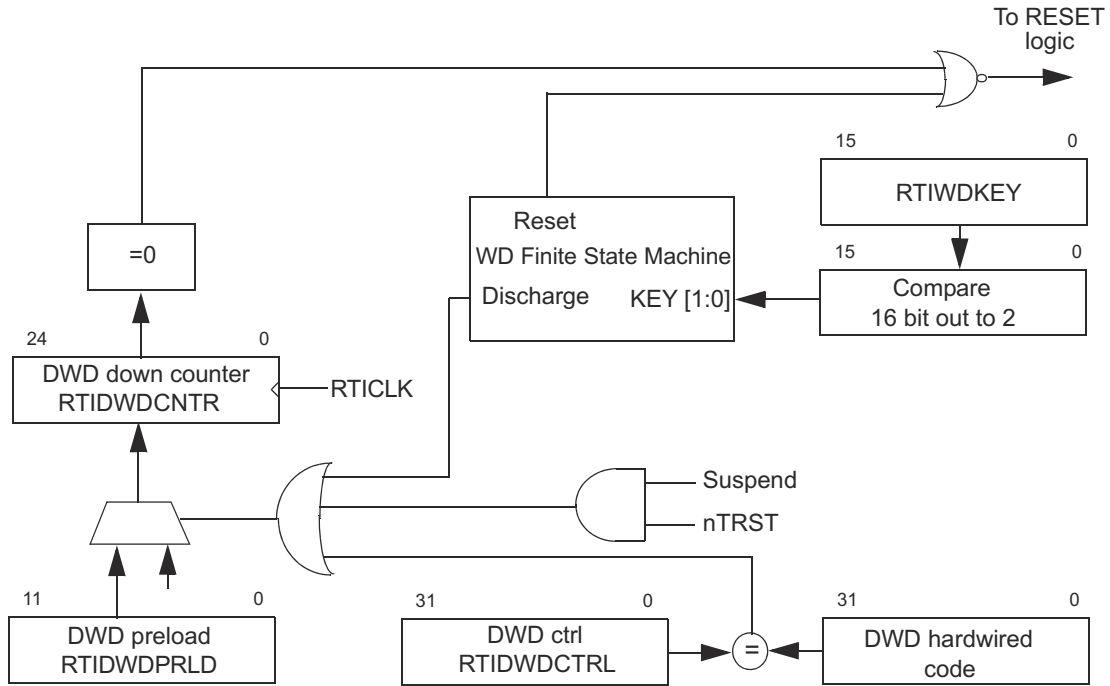 To RESET
logic
15 0
RTIWDKEY
Reset
WD Finite State Machine
Discharge KEY [1:0]
=0
15 0
Compare
16 bit out to 2
24 0
DWD down counter
RTIDWDCNTR
RTICLK
Suspend
nTRST
11 0
DWD preload
RTIDWDPRLD
31 0
DWD ctrl
RTIDWDCTRL
=
31 0
DWD hardwired
code